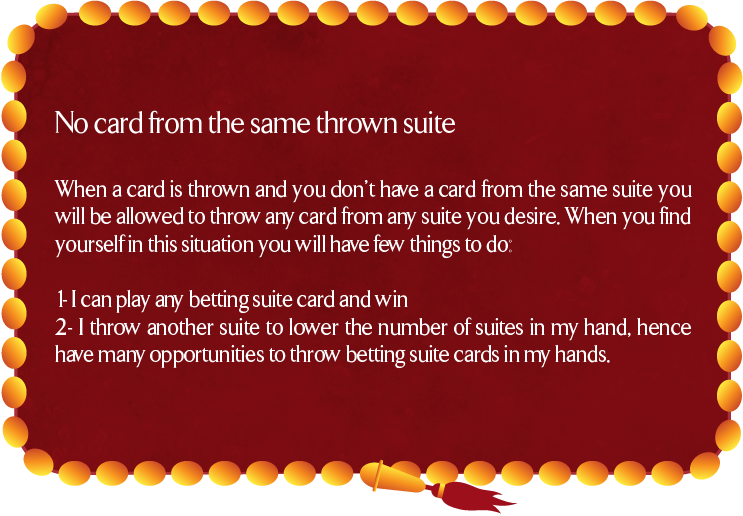 No card from the same thrown suite
When a card is thrown and you don't have a card from the same suite you
will be allowed to throw any card from any suite you desire. When you find
yourself in this situation you will have few things to do:
1- I can play any betting suite card and win
2- I throw another suite to lower the number of suites in my hand, hence
have many opportunities to throw betting suite cards in my hands.